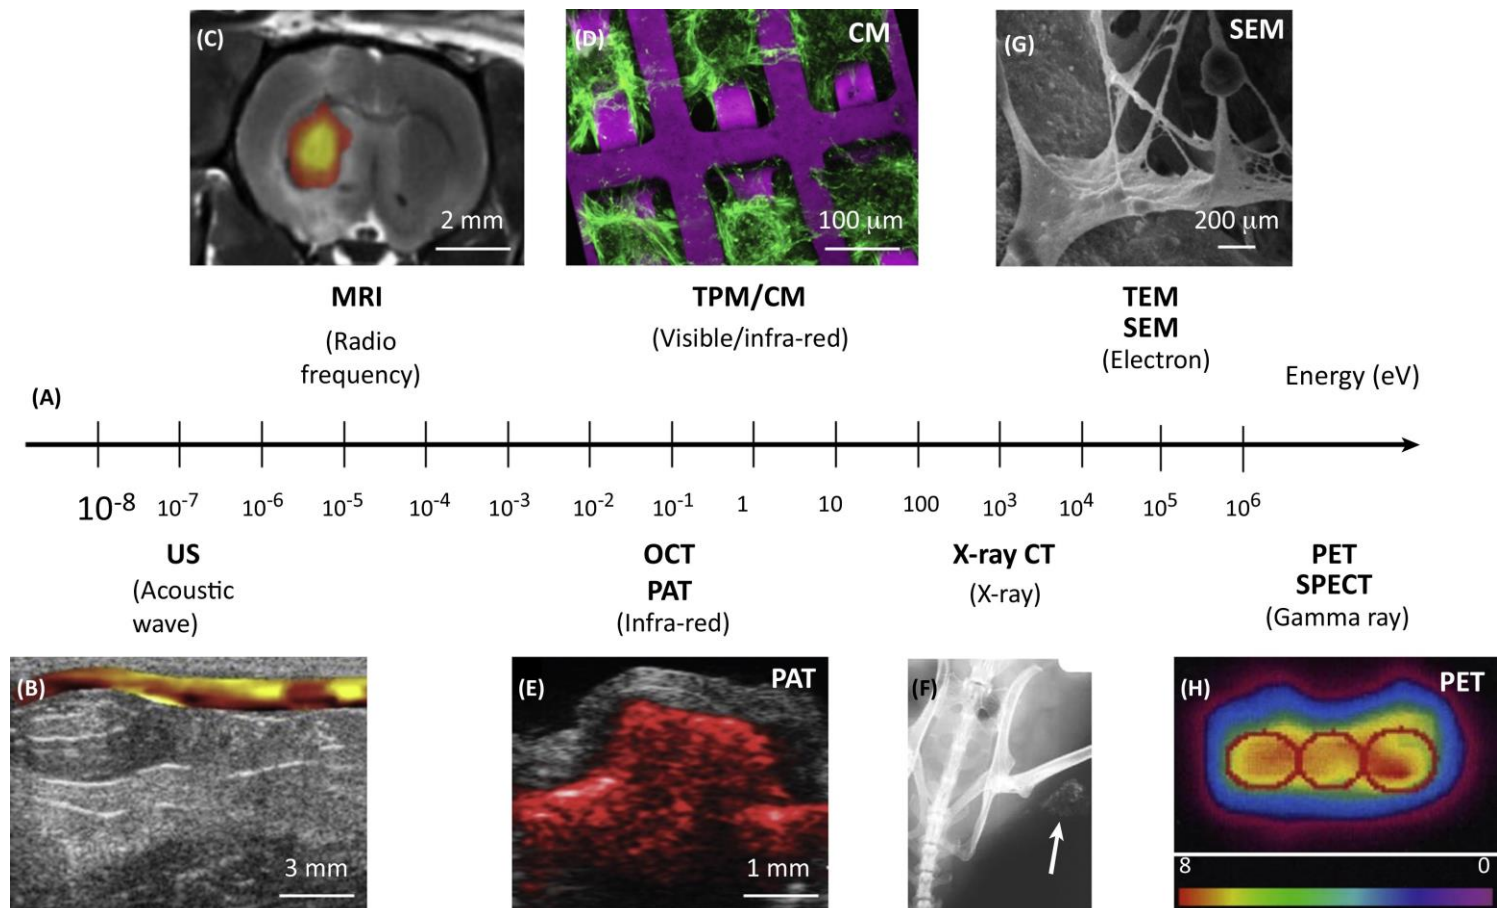 (C)
2 mm
(D)
CM
100 μm
(G)
SEM
200 μm
MRI
(Radio
frequency)
TPM/CM
(Visible/infra-red)
TEM
SEM
(Electron)
Energy (eV)
(A)
10⁻⁸ 10⁻⁷ 10⁻⁶ 10⁻⁵ 10⁻⁴ 10⁻³ 10⁻² 10⁻¹ 1 10 100 10³ 10⁴ 10⁵ 10⁶
US
(Acoustic
wave)
OCT
PAT
(Infra-red)
X-ray CT
(X-ray)
PET
SPECT
(Gamma ray)
(B)
3 mm
(E)
PAT
1 mm
(F)
(H)
PET
8 0